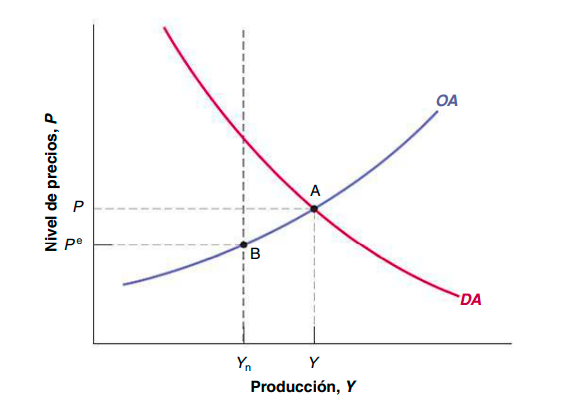 Nivel de precios, P
OA
A
P
Pe
B
DA
Yn
Y
Producción, Y